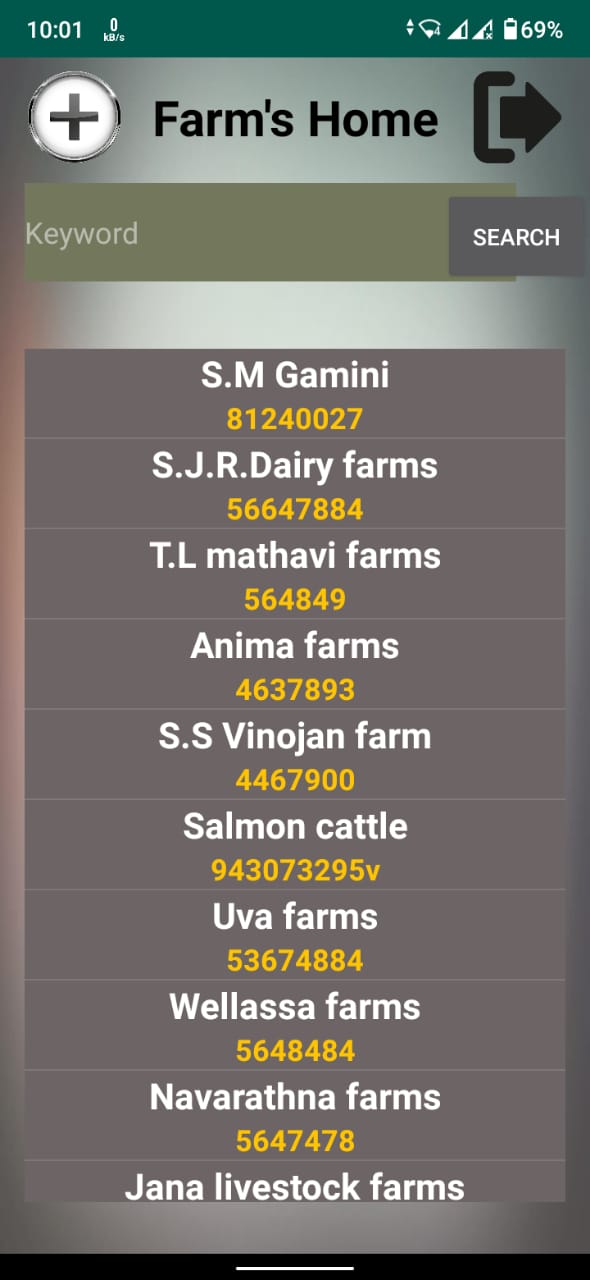 10:01 0 kB/s 4 69%
Farm's Home
Keyword
SEARCH
S.M Gamini
81240027
S.J.R.Dairy farms
56647884
T.L mathavi farms
564849
Anima farms
4637893
S.S Vinojan farm
4467900
Salmon cattle
943073295v
Uva farms
53674884
Wellassa farms
5648484
Navarathna farms
5647478
Jana livestock farms